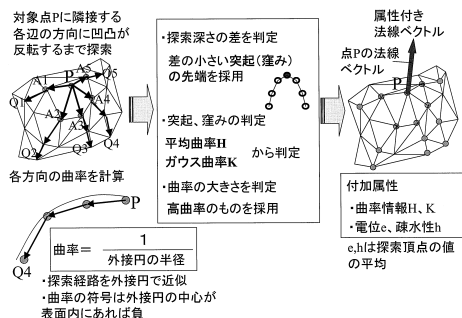 対象点Pに隣接する
各辺の方向に凹凸が
反転するまで探索
A5
P
Q5
A1
Q1
A4
A2
A3
Q2
Q3
Q4
各方向の曲率を計算
P
Q4
曲率＝ 1
外接円の半径
・探索経路を外接円で近似
・曲率の符号は外接円の中心が
表面内にあれば負
・探索深さの差を判定
差の小さい突起(窪み)
の先端を採用
・突起、窪みの判定
平均曲率H
ガウス曲率K
から判定
・曲率の大きさを判定
高曲率のものを採用
属性付き
法線ベクトル
点Pの法線
ベクトル
P
付加属性
・曲率情報H、K
・電位e、疎水性h
e,hは探索頂点の値
の平均